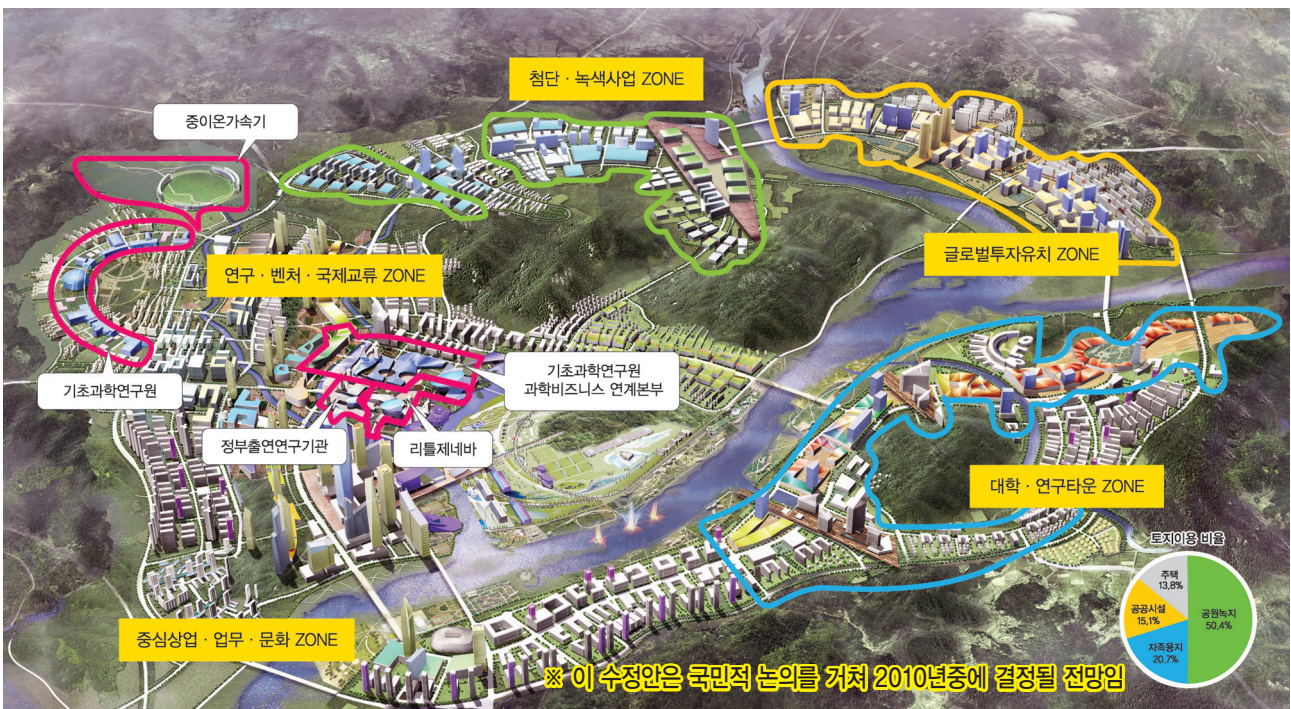 첨단 · 녹색사업 ZONE
중이온가속기
연구 · 벤처 · 국제교류 ZONE
글로벌투자유치 ZONE
기초과학연구원
기초과학연구원
과학비즈니스 연계본부
정부출연연구기관
리틀제네바
대학 · 연구타운 ZONE
토지이용 비율
주택
13.8%
공공시설
15.1%
공원녹지
50.4%
자족용지
20.7%
중심상업 · 업무 · 문화 ZONE
※ 이 수정안은 국민적 논의를 거쳐 2010년중에 결정될 전망임